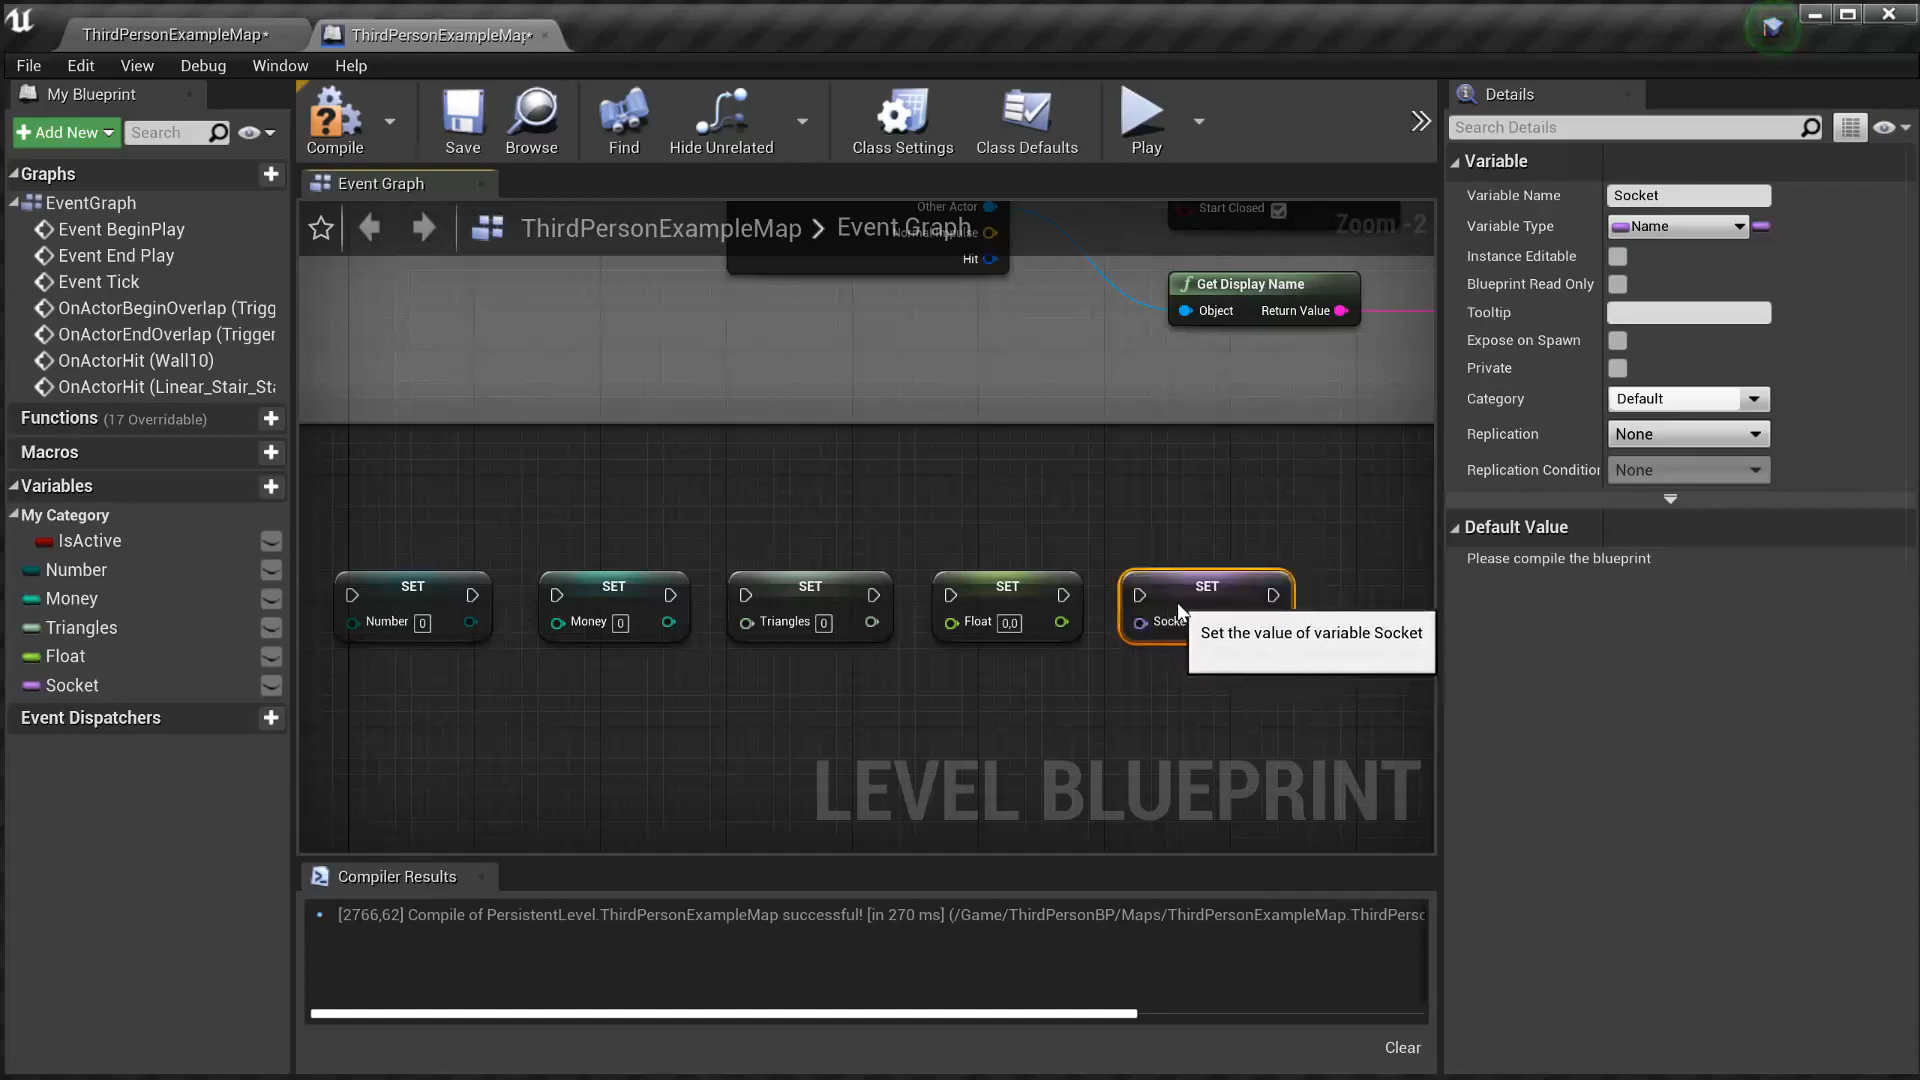 ThirdPersonExampleMap*
ThirdPersonExampleMap*
File Edit View Debug Window Help
My Blueprint
Add New
Search
Graphs
EventGraph
Event BeginPlay
Event End Play
Event Tick
OnActorBeginOverlap (Trigg
OnActorEndOverlap (Trigger
OnActorHit (Wall10)
OnActorHit (Linear_Stair_Sta
Functions (17 Overridable)
Macros
Variables
My Category
IsActive
Number
Money
Triangles
Float
Socket
Event Dispatchers
Compile
Save
Browse
Find
Hide Unrelated
Class Settings
Class Defaults
Play
Event Graph
ThirdPersonExampleMap > Event Graph
Zoom -2
Other Actor
Normal Impulse
Hit
Start Closed
Get Display Name
Object Return Value
SET
Number 0
SET
Money 0
SET
Triangles 0
SET
Float 0,0
SET
Socke
Set the value of variable Socket
LEVEL BLUEPRINT
Compiler Results
[2766,62] Compile of PersistentLevel.ThirdPersonExampleMap successful! [in 270 ms] (/Game/ThirdPersonBP/Maps/ThirdPersonExampleMap.ThirdPerso
Clear
Details
Search Details
Variable
Variable Name Socket
Variable Type Name
Instance Editable
Blueprint Read Only
Tooltip
Expose on Spawn
Private
Category Default
Replication None
Replication Condition None
Default Value
Please compile the blueprint